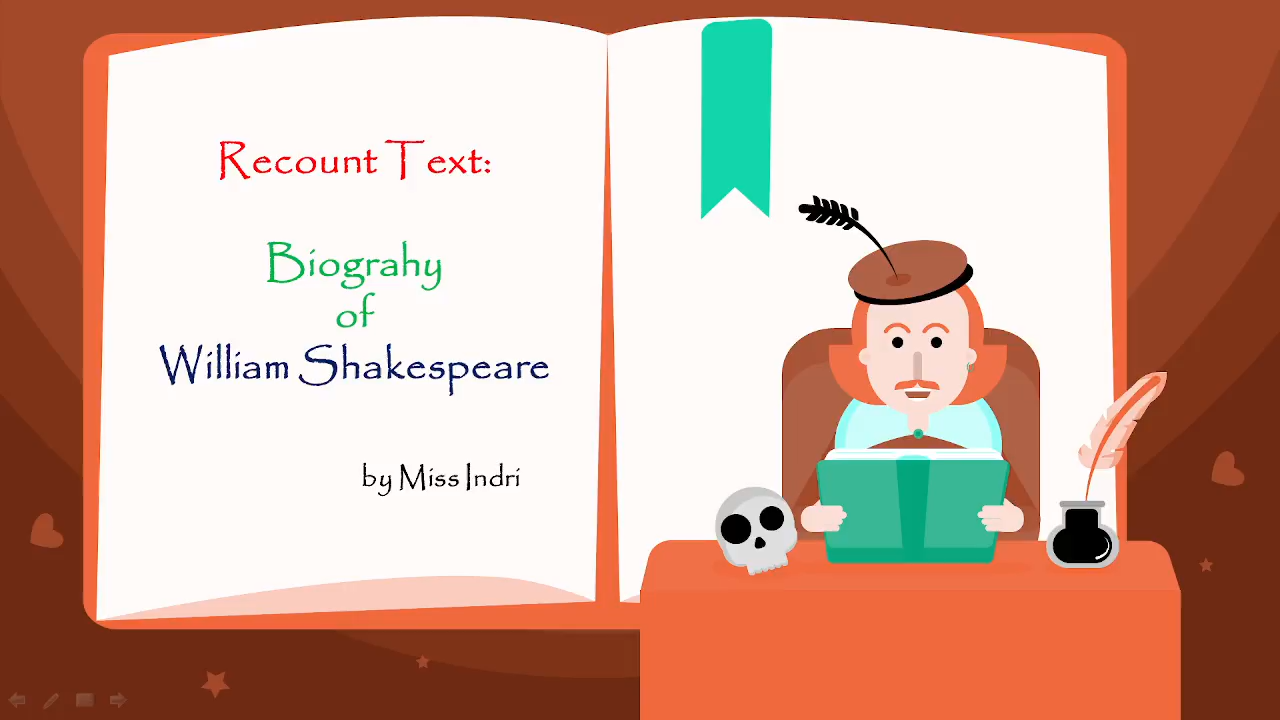 Recount Text:
Biograhy
of
William Shakespeare
by Miss Indri